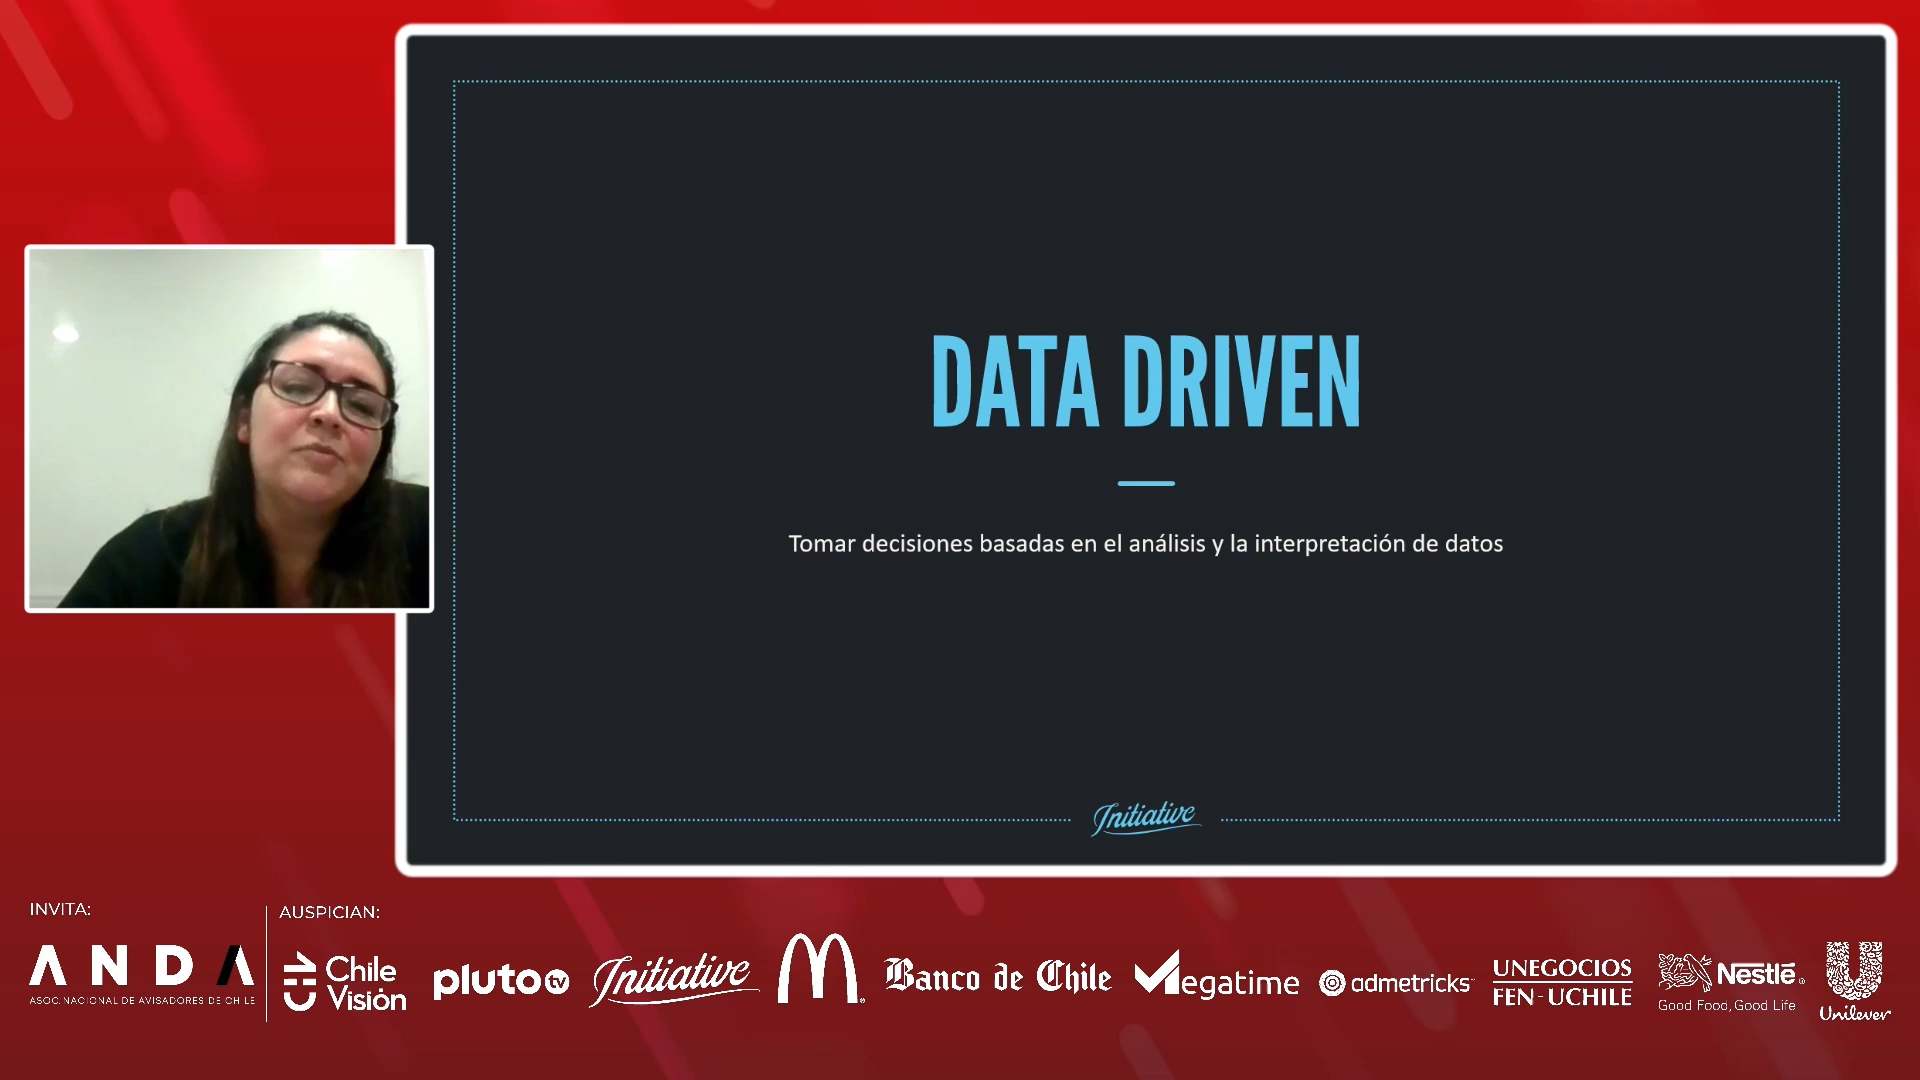 DATA DRIVEN
Tomar decisiones basadas en el análisis y la interpretación de datos
Initiative
INVITA:
ANDA
ASOC. NACIONAL DE AVISADORES DE CHILE
AUSPICIAN:
CHV
Chile
Visión
pluto tv
Initiative
Banco de Chile
Megatime
admetricks
UNEGOCIOS
FEN-UCHILE
Nestlé
Good Food, Good Life
Unilever